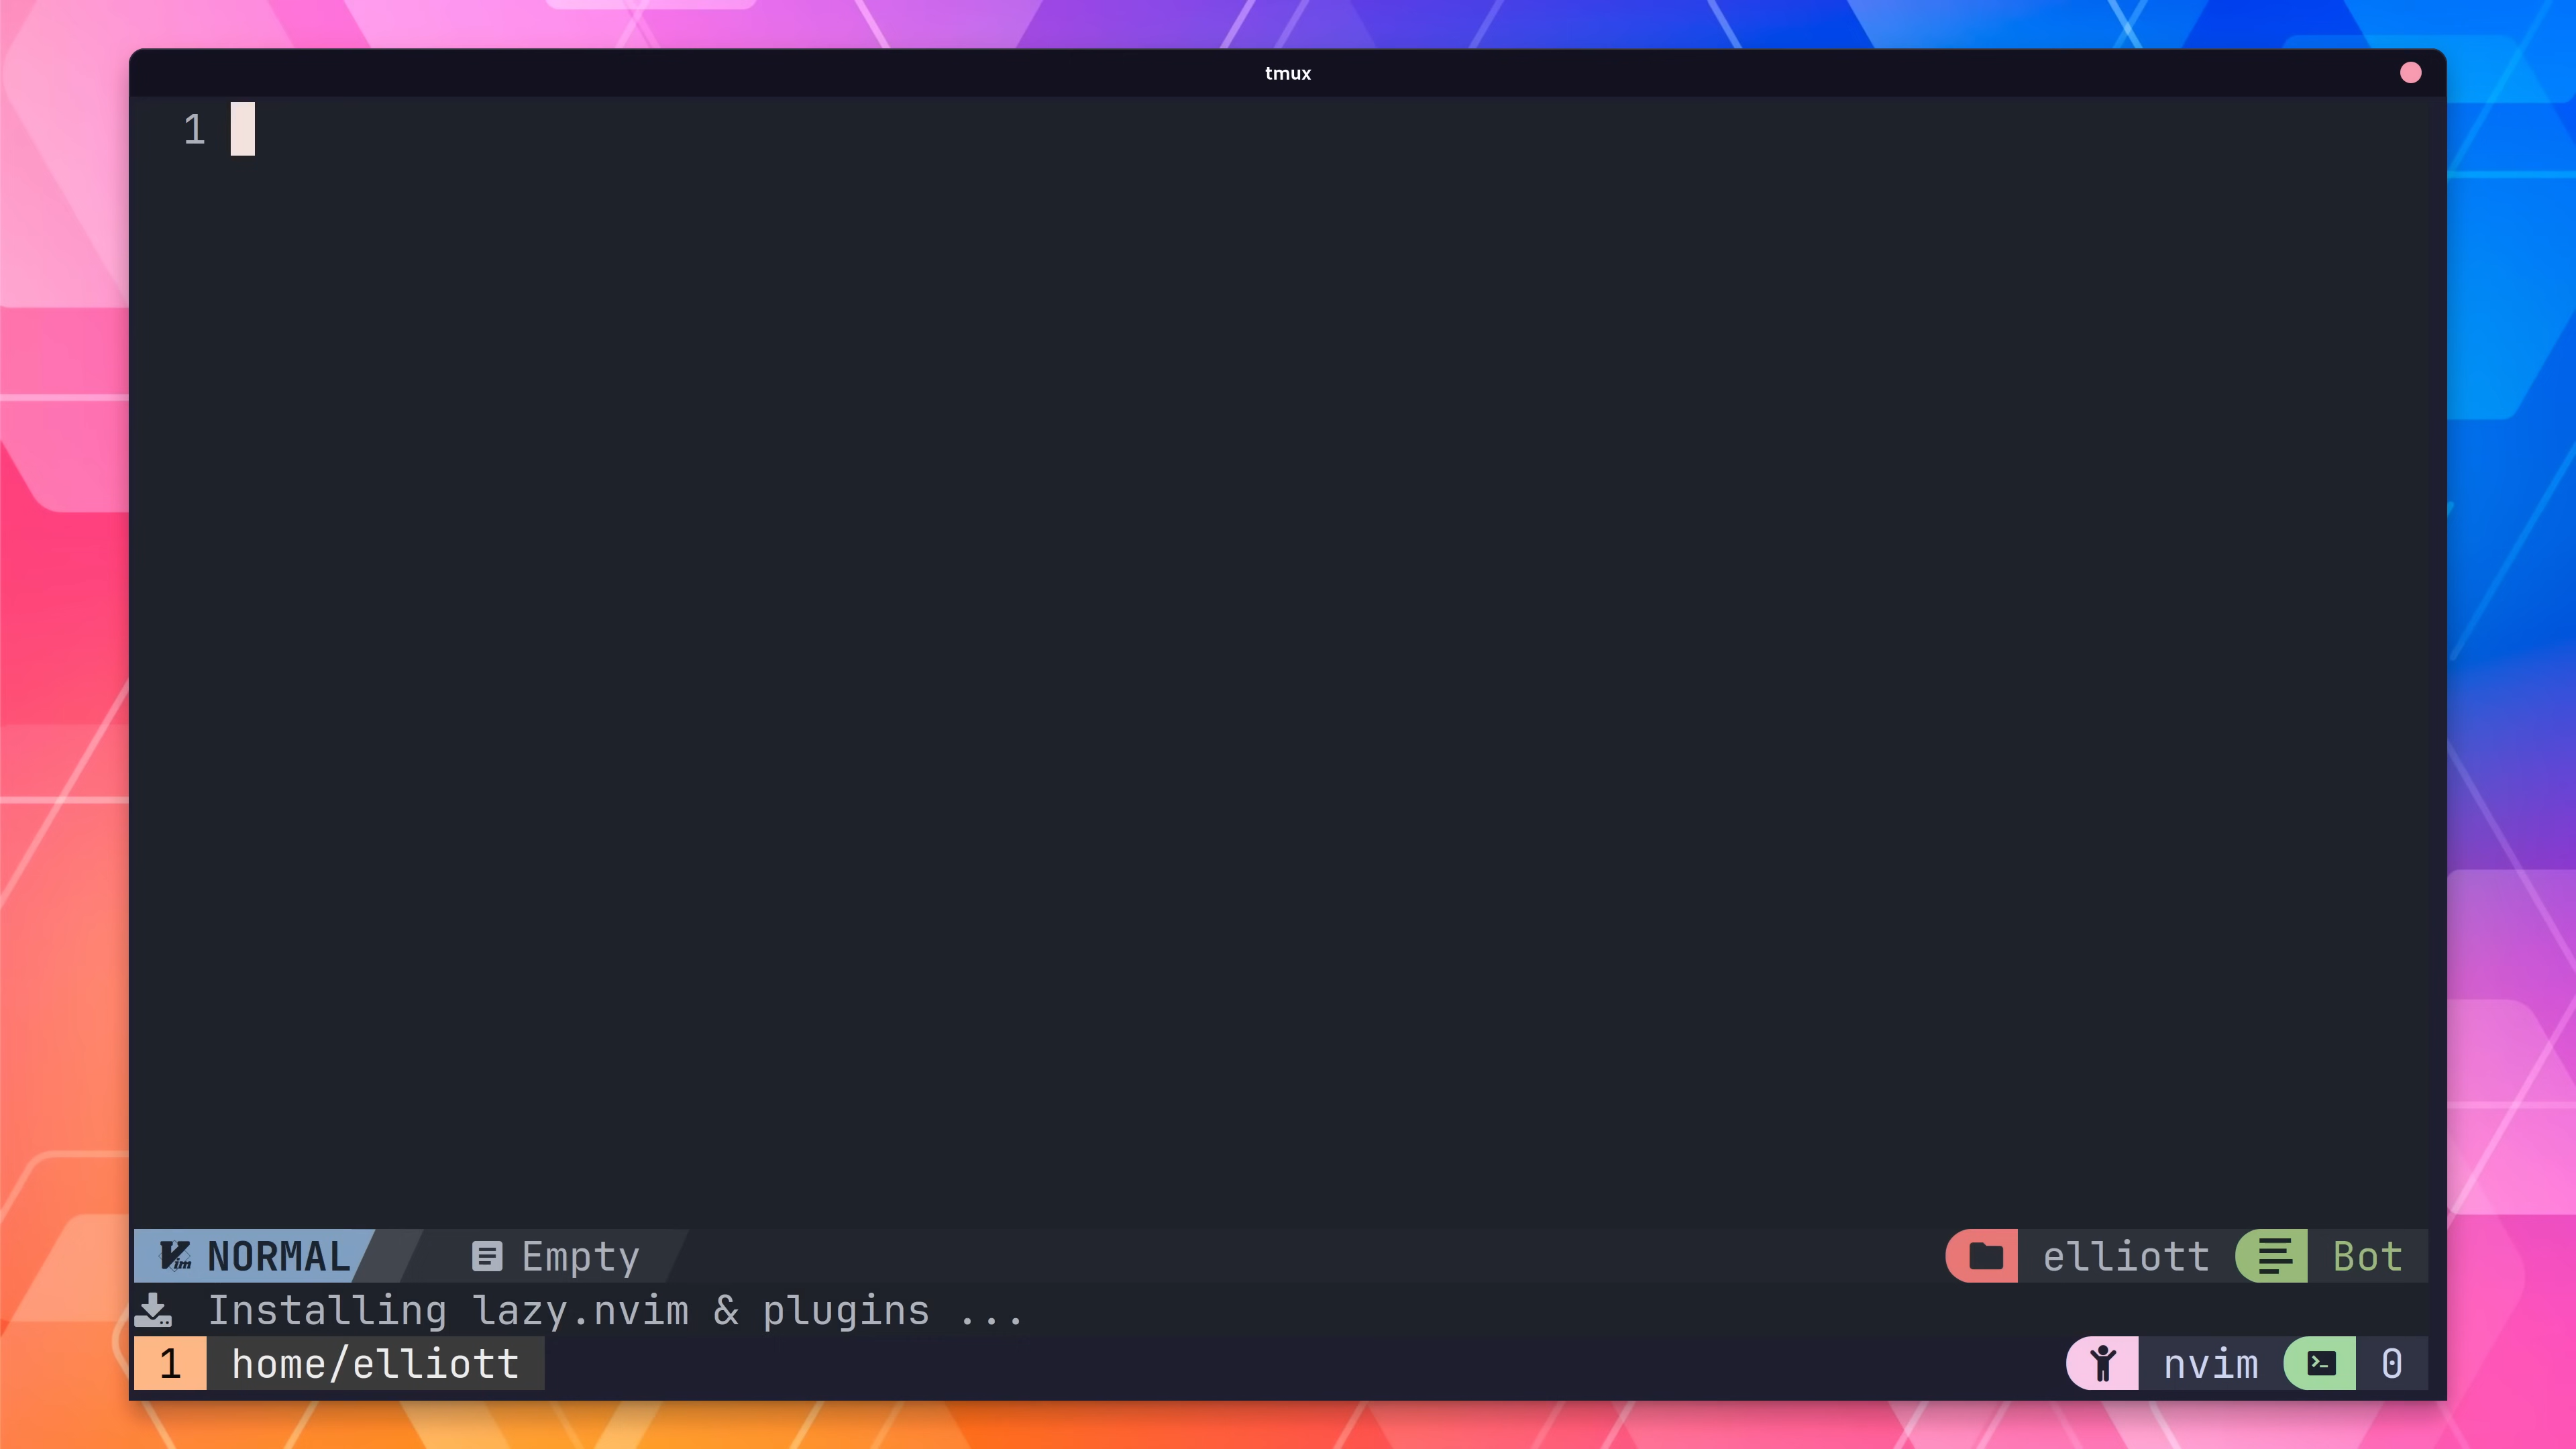 tmux
1
NORMAL Empty elliott Bot
Installing lazy.nvim & plugins ...
1 home/elliott nvim 0